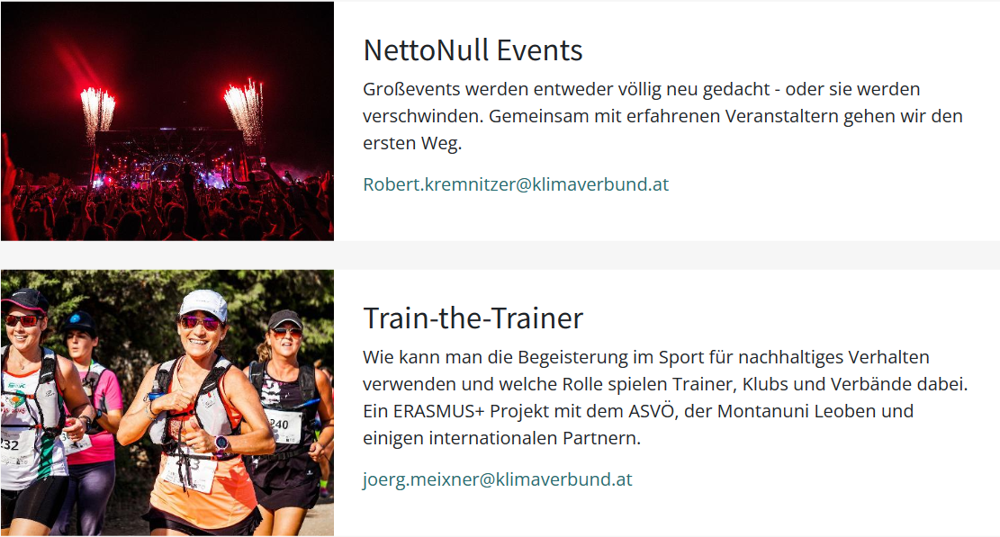 NettoNull Events
Großevents werden entweder völlig neu gedacht - oder sie werden
verschwinden. Gemeinsam mit erfahrenen Veranstaltern gehen wir den
ersten Weg.
Robert.kremnitzer@klimaverbund.at
Train-the-Trainer
Wie kann man die Begeisterung im Sport für nachhaltiges Verhalten
verwenden und welche Rolle spielen Trainer, Klubs und Verbände dabei.
Ein ERASMUS+ Projekt mit dem ASVÖ, der Montanuni Leoben und
einigen internationalen Partnern.
joerg.meixner@klimaverbund.at
232
240